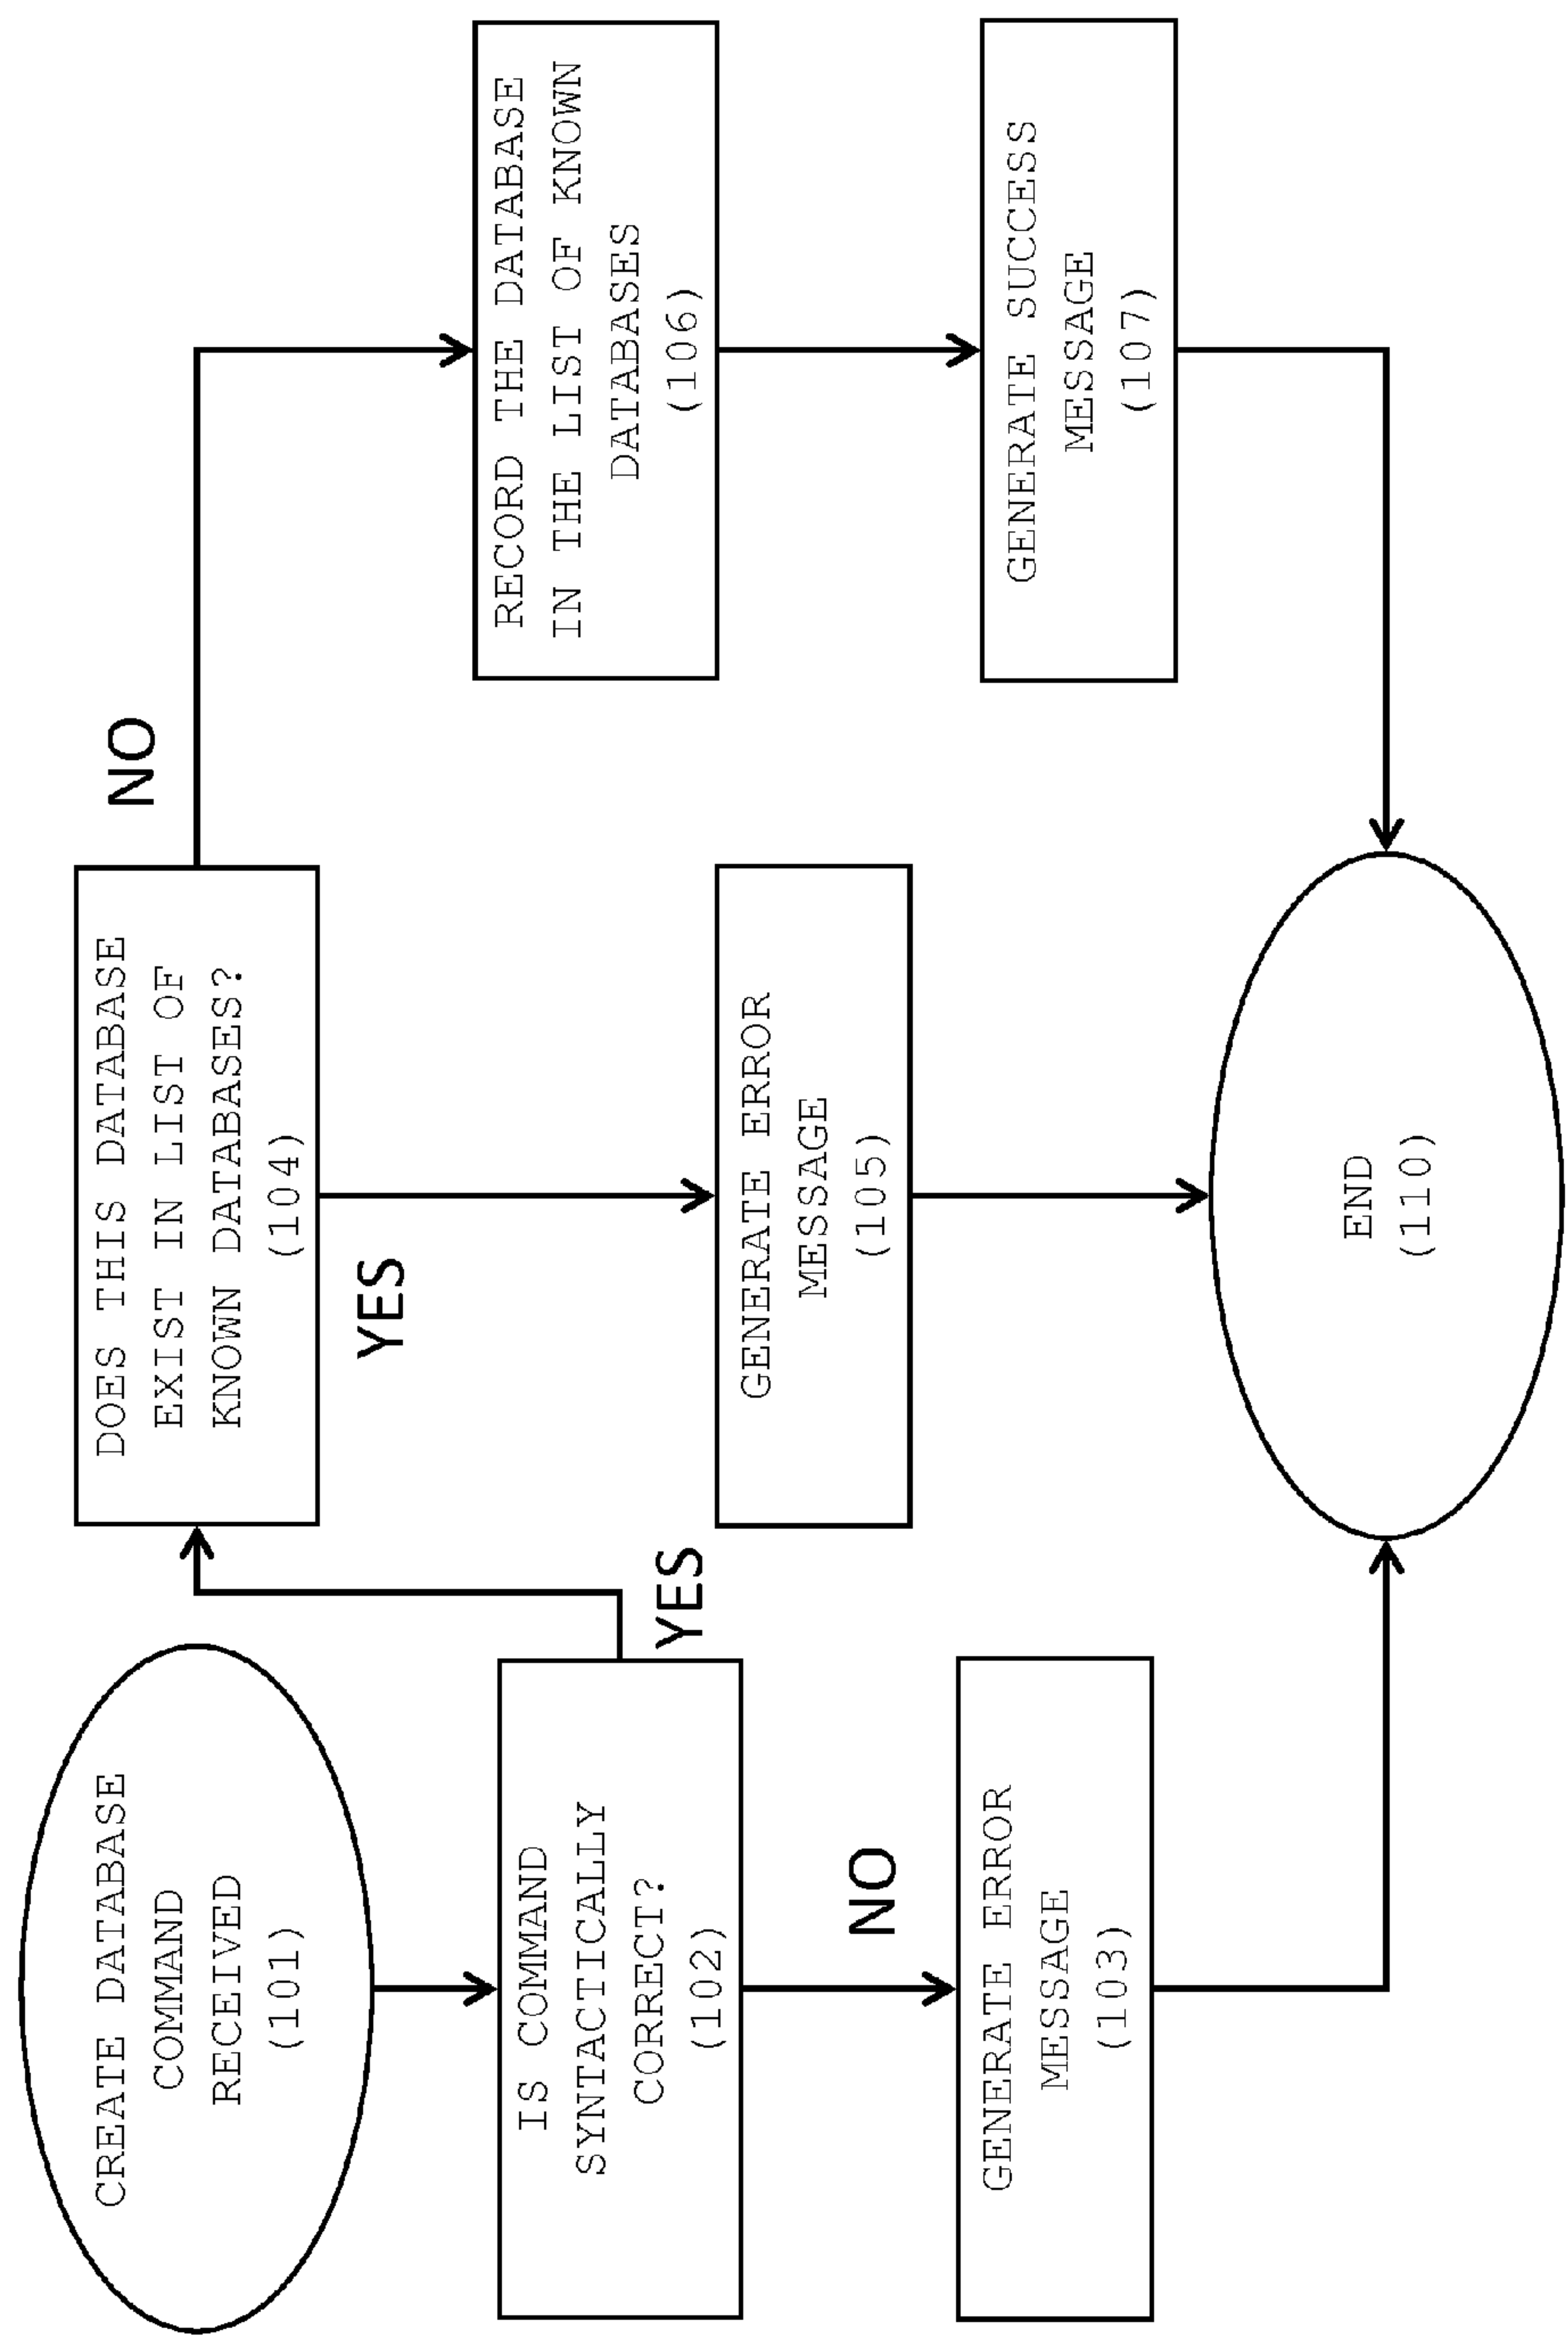 CREATE DATABASE
COMMAND
RECEIVED
(101)
IS COMMAND
SYNTACTICALLY
CORRECT?
(102)
YES
NO
GENERATE ERROR
MESSAGE
(103)
DOES THIS DATABASE
EXIST IN LIST OF
KNOWN DATABASES?
(104)
NO
YES
GENERATE ERROR
MESSAGE
(105)
RECORD THE DATABASE
IN THE LIST OF KNOWN
DATABASES
(106)
GENERATE SUCCESS
MESSAGE
(107)
END
(110)